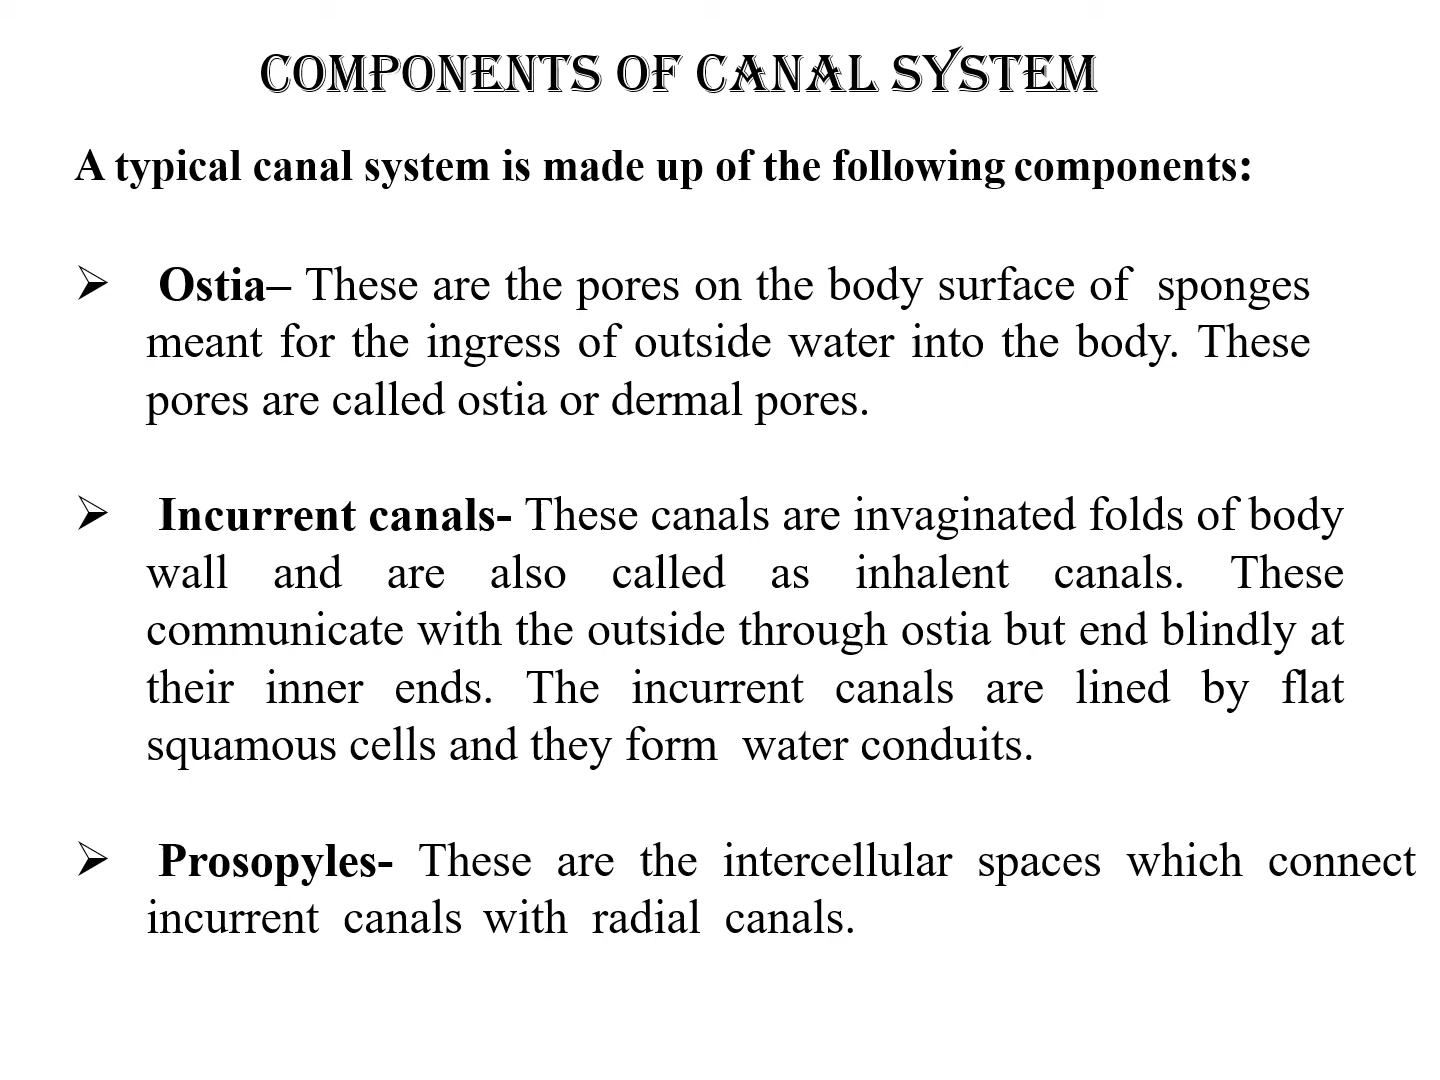 COMPONENTS OF CANAL SYSTEM
A typical canal system is made up of the following components:
➢ Ostia– These are the pores on the body surface of sponges
meant for the ingress of outside water into the body. These
pores are called ostia or dermal pores.
➢ Incurrent canals- These canals are invaginated folds of body
wall and are also called as inhalent canals. These
communicate with the outside through ostia but end blindly at
their inner ends. The incurrent canals are lined by flat
squamous cells and they form water conduits.
➢ Prosopyles- These are the intercellular spaces which connect
incurrent canals with radial canals.